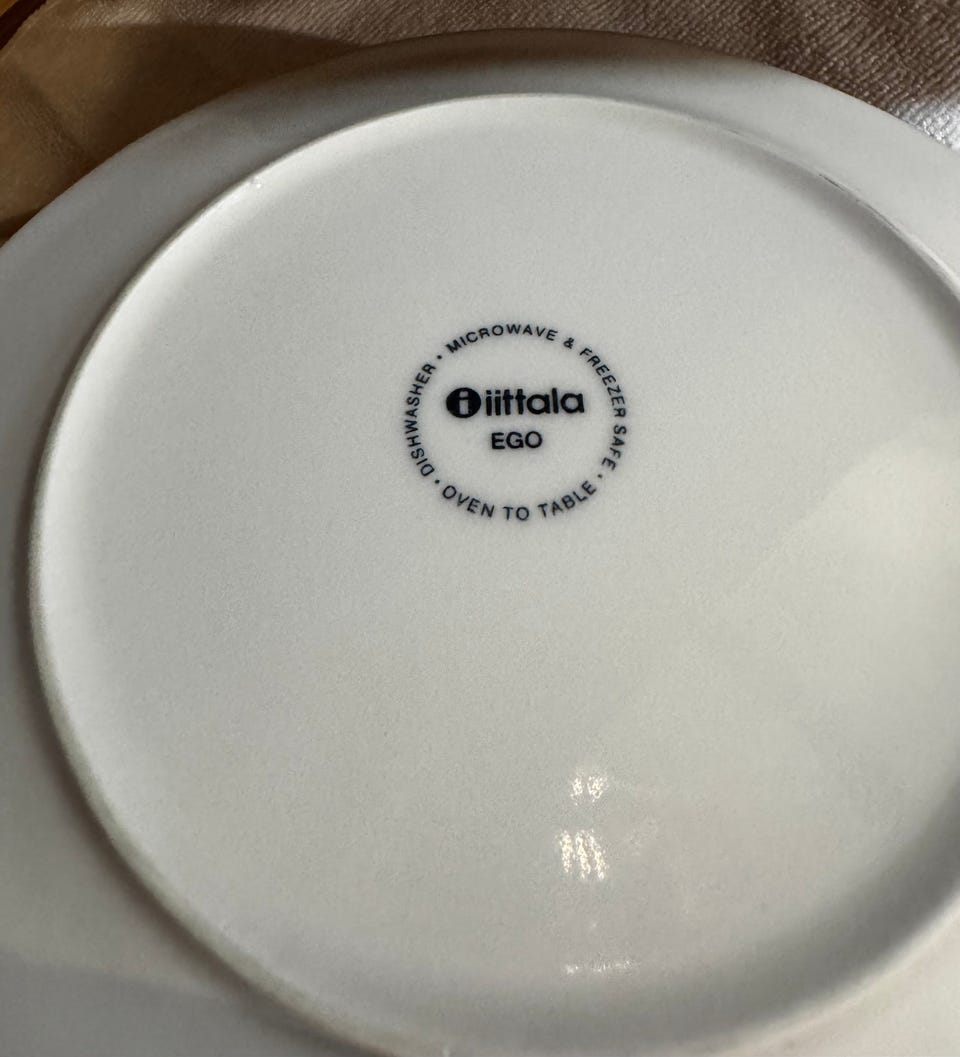 DISHWASHER • MICROWAVE & FREEZER SAFE • OVEN TO TABLE •
i iittala
EGO